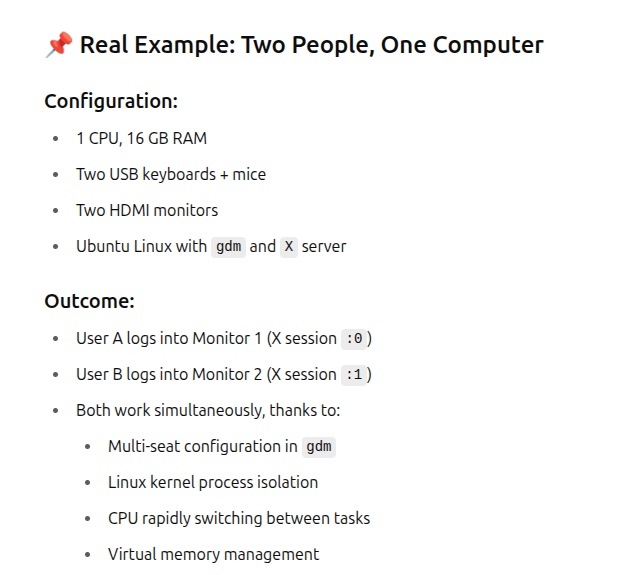 📌 Real Example: Two People, One Computer
Configuration:
• 1 CPU, 16 GB RAM
• Two USB keyboards + mice
• Two HDMI monitors
• Ubuntu Linux with gdm and X server
Outcome:
• User A logs into Monitor 1 (X session :0)
• User B logs into Monitor 2 (X session :1)
• Both work simultaneously, thanks to:
• Multi-seat configuration in gdm
• Linux kernel process isolation
• CPU rapidly switching between tasks
• Virtual memory management